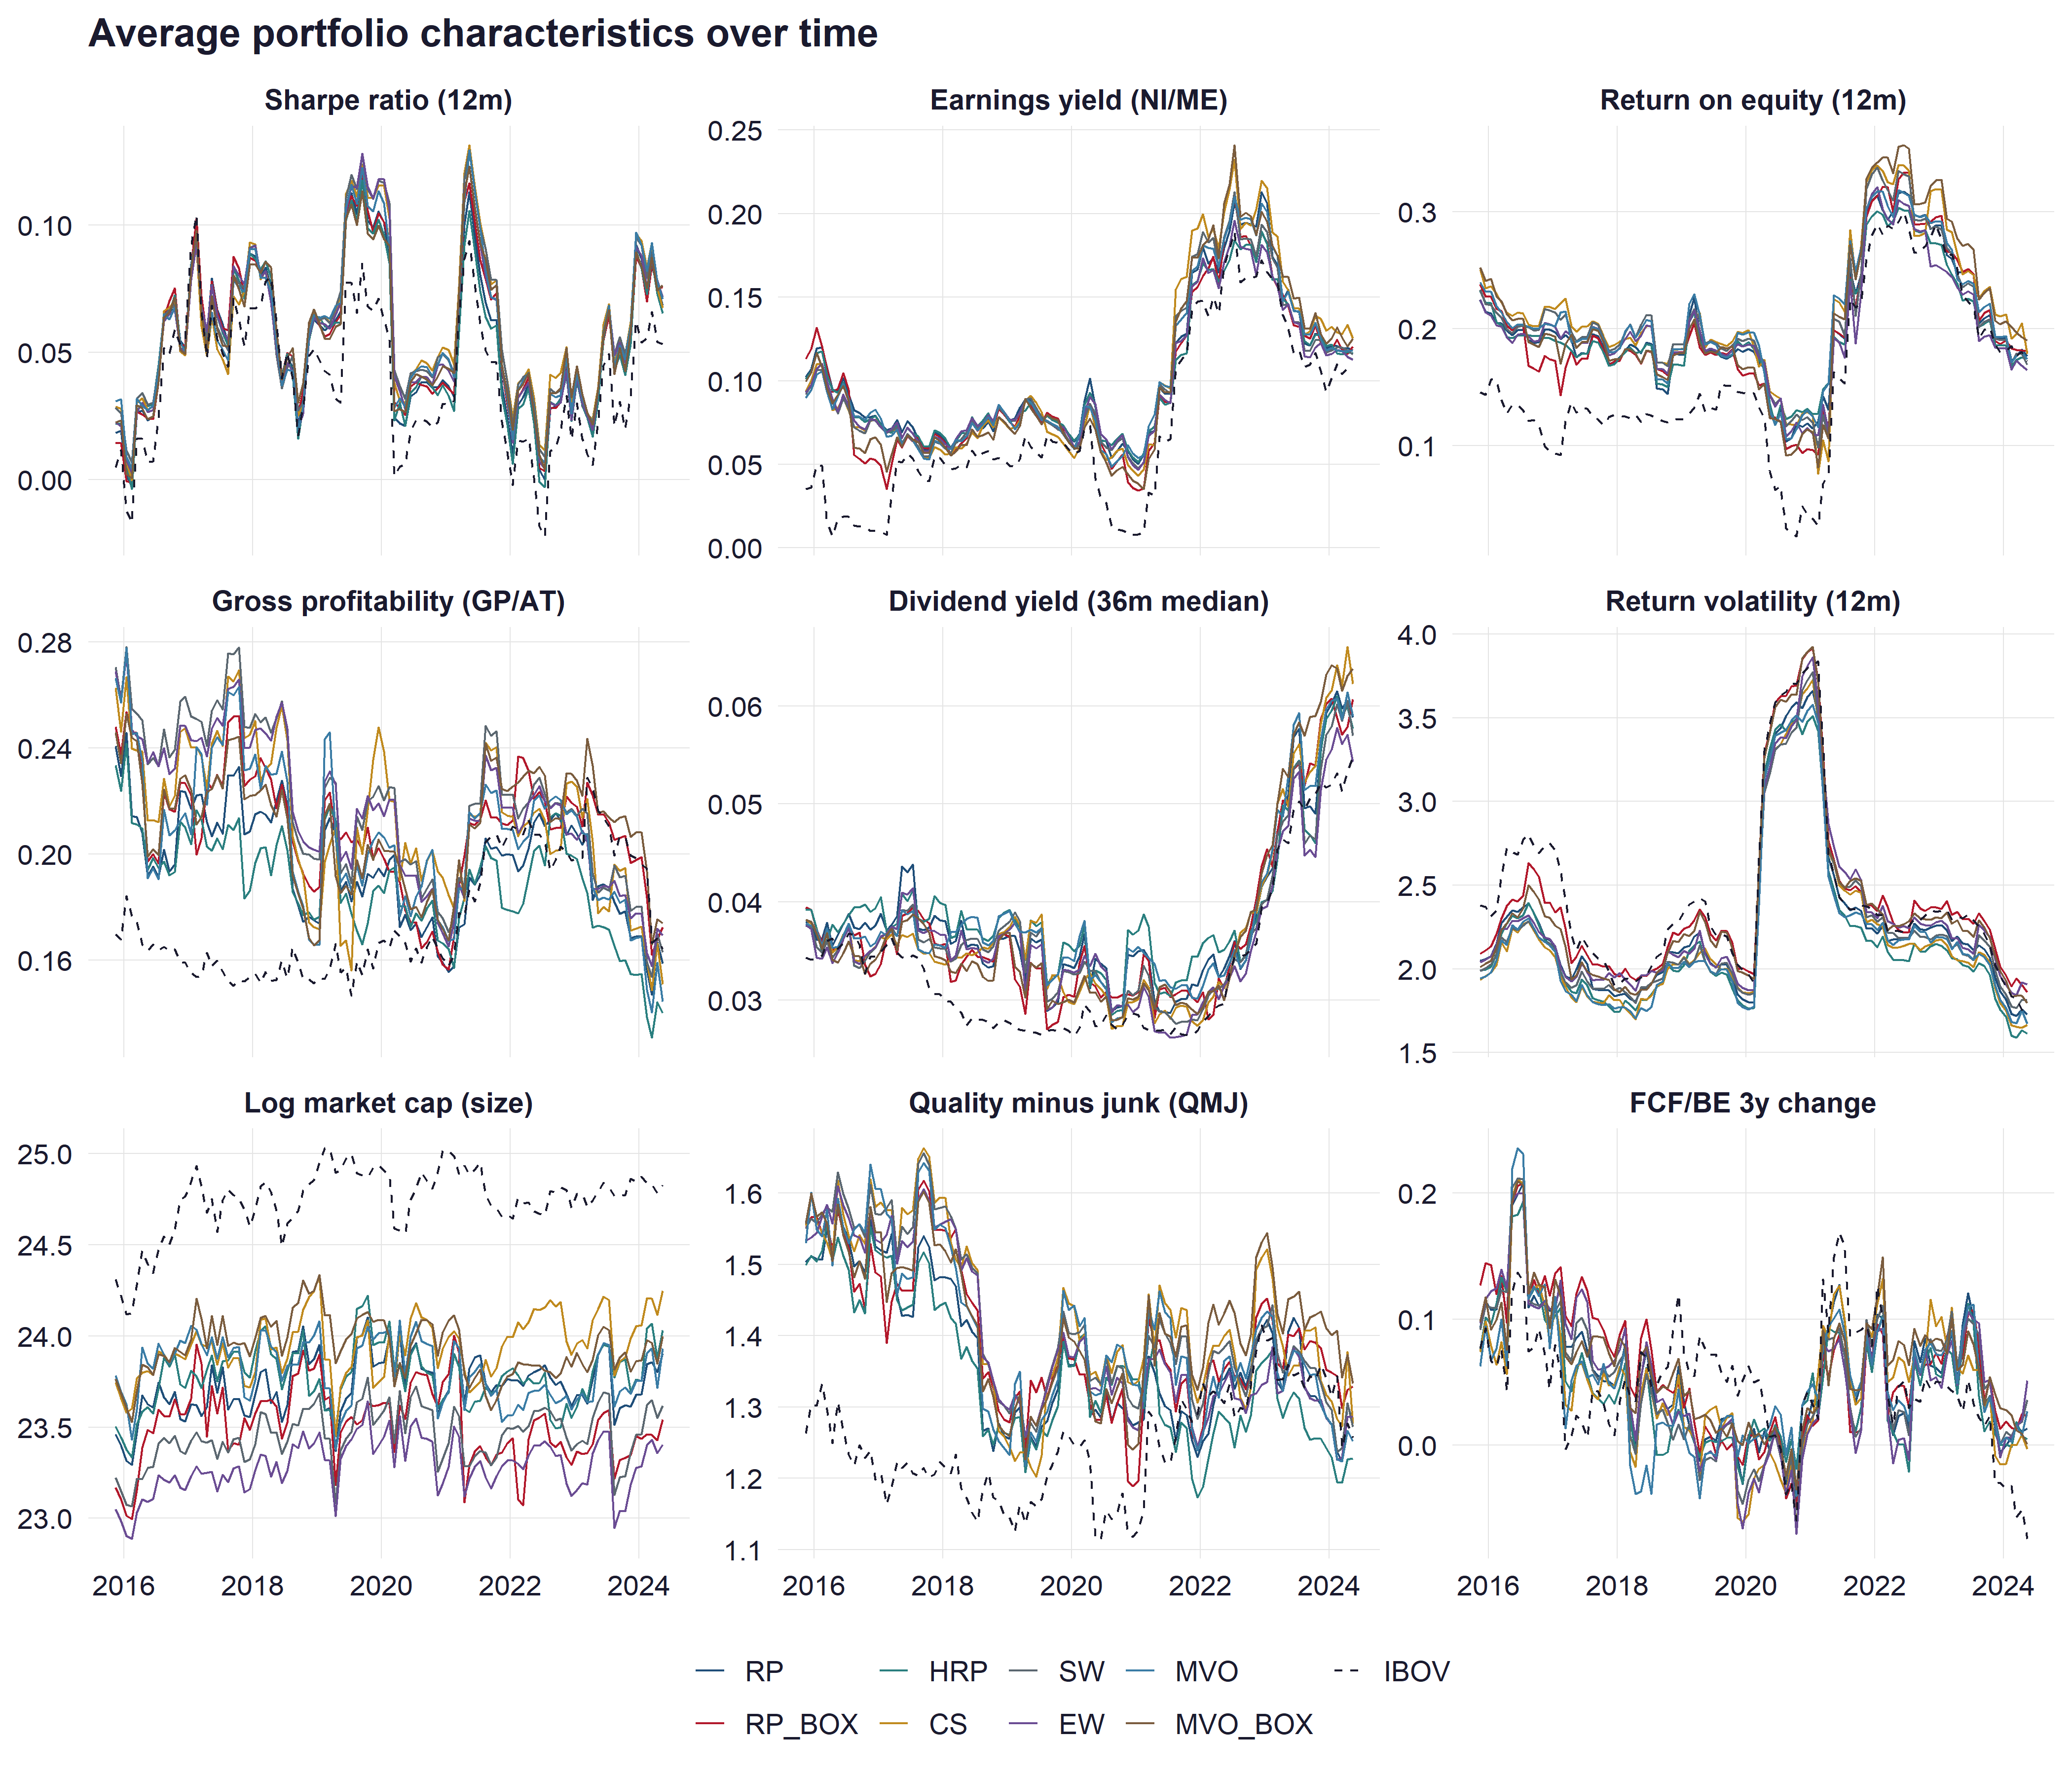 Average portfolio characteristics over time
Sharpe ratio (12m)
0.10
0.05
0.00
Earnings yield (NI/ME)
0.25
0.20
0.15
0.10
0.05
0.00
Return on equity (12m)
0.3
0.2
0.1
Gross profitability (GP/AT)
0.28
0.24
0.20
0.16
Dividend yield (36m median)
0.06
0.05
0.04
0.03
Return volatility (12m)
4.0
3.5
3.0
2.5
2.0
1.5
Log market cap (size)
25.0
24.5
24.0
23.5
23.0
2016 2018 2020 2022 2024
Quality minus junk (QMJ)
1.6
1.5
1.4
1.3
1.2
1.1
2016 2018 2020 2022 2024
FCF/BE 3y change
0.2
0.1
0.0
2016 2018 2020 2022 2024
RP HRP SW MVO IBOV
RP_BOX CS EW MVO_BOX